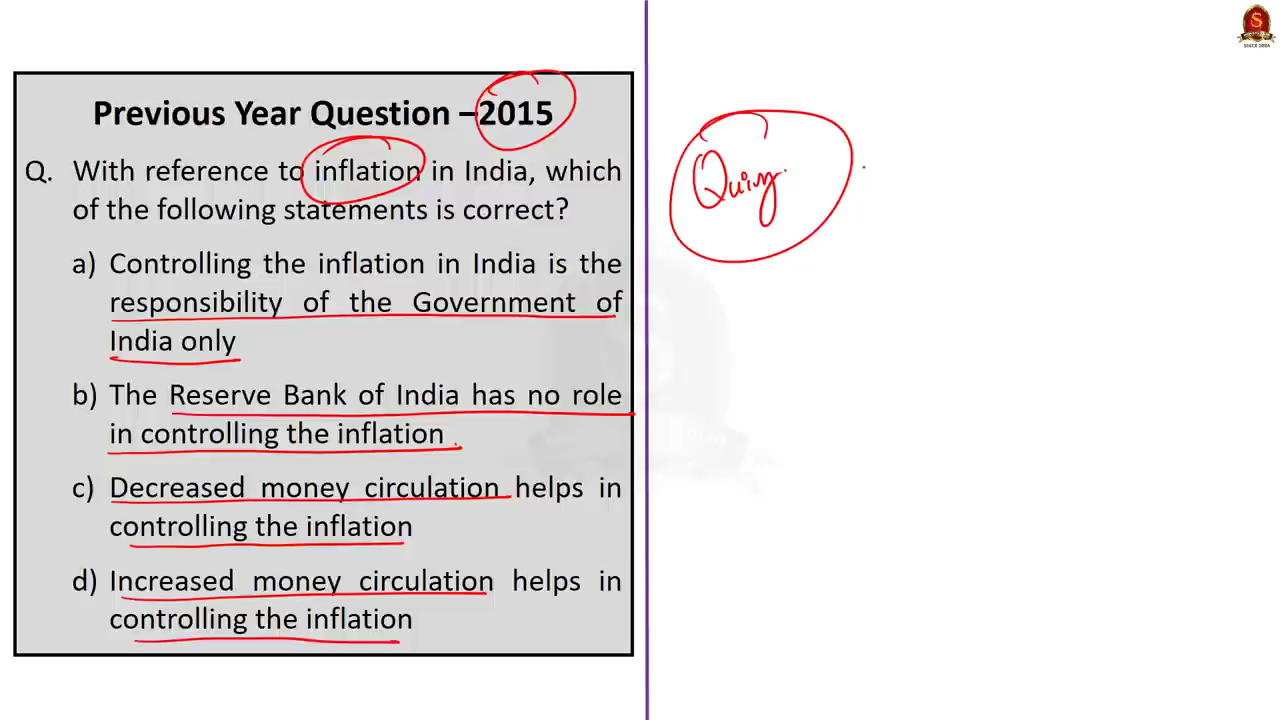 Previous Year Question –2015
Q. With reference to inflation in India, which
of the following statements is correct?
a) Controlling the inflation in India is the
responsibility of the Government of
India only
b) The Reserve Bank of India has no role
in controlling the inflation
c) Decreased money circulation helps in
controlling the inflation
d) Increased money circulation helps in
controlling the inflation
S
SINCE 2004